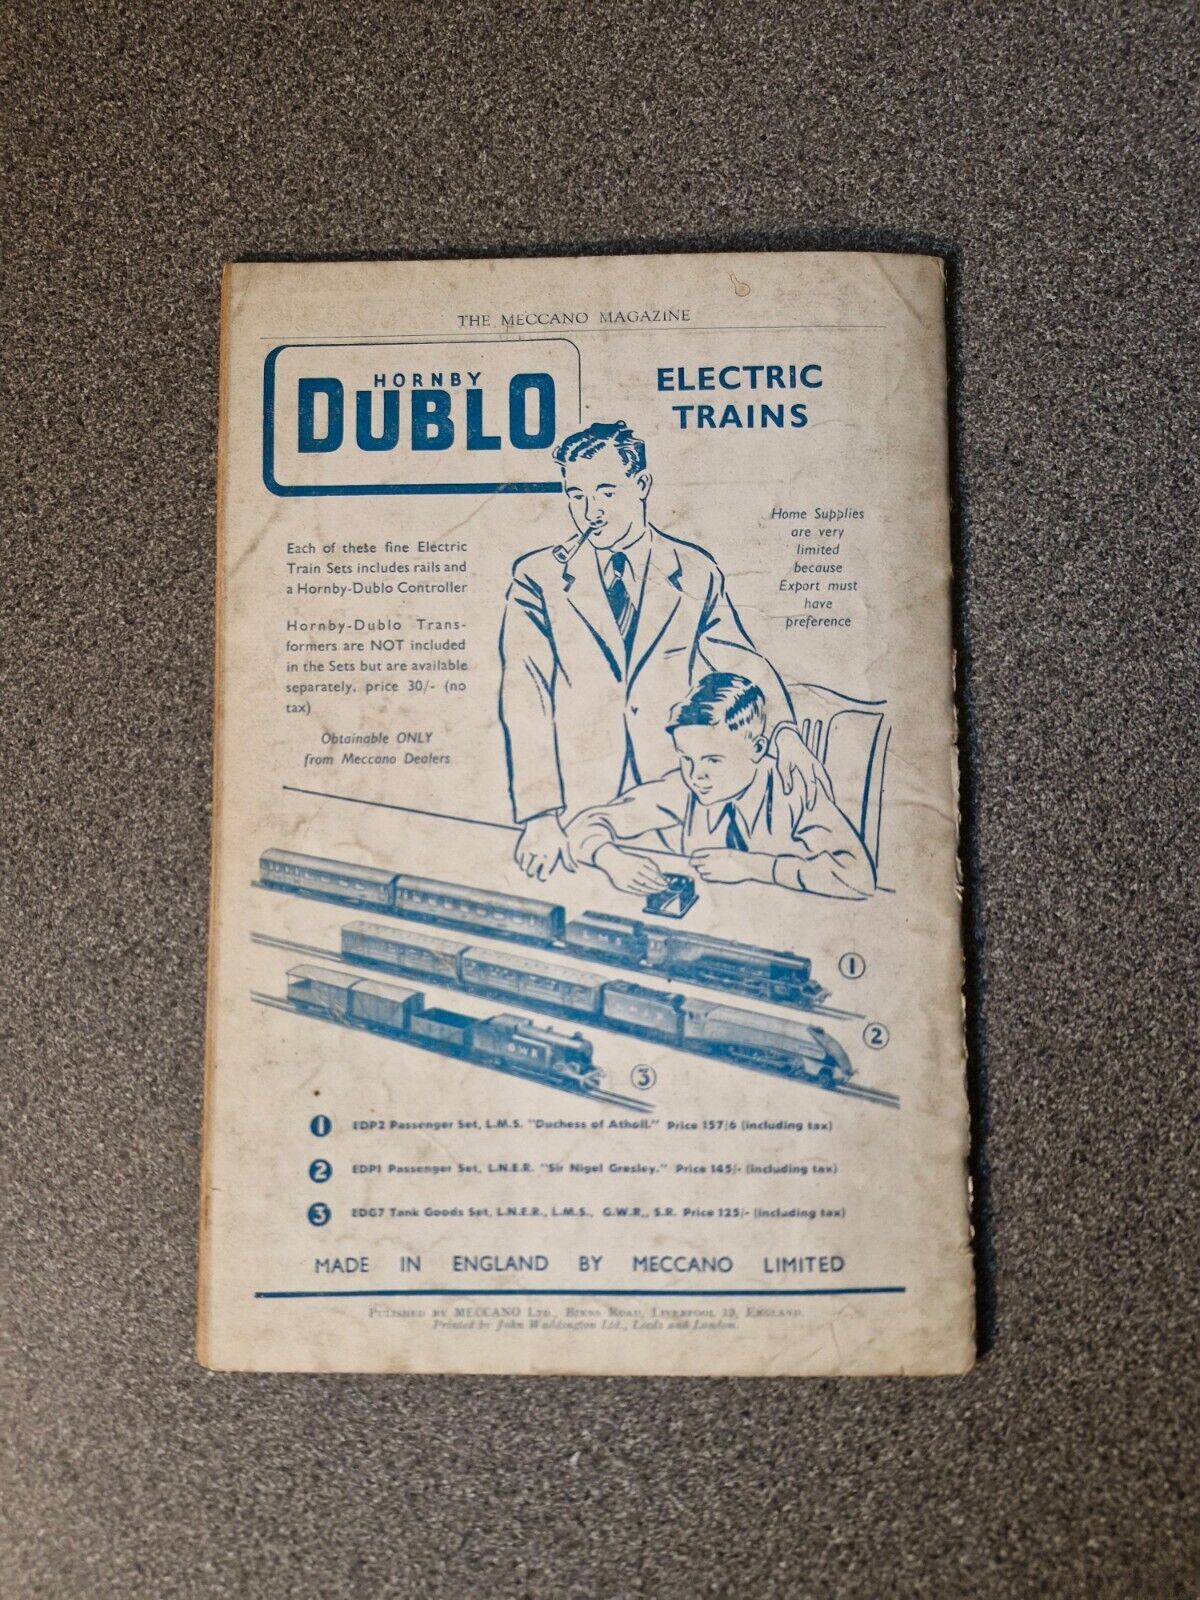 THE MECCANO MAGAZINE
HORNBY
DUBLO
ELECTRIC
TRAINS
Home Supplies
are very
limited
because
Export must
have
preference
Each of these fine Electric
Train Sets includes rails and
a Hornby-Dublo Controller
Hornby-Dublo Trans-
formers are NOT included
in the Sets but are available
separately, price 30/- (no
tax)
Obtainable ONLY
from Meccano Dealers
L M S
G W R
1
2
3
1 EDP2 Passenger Set, L.M.S. "Duchess of Atholl." Price 157/6 (including tax)
2 EDP1 Passenger Set, L.N.E.R. "Sir Nigel Gresley." Price 145/- (including tax)
3 EDG7 Tank Goods Set, L.N.E.R., L.M.S., G.W.R., S.R. Price 125/- (including tax)
MADE IN ENGLAND BY MECCANO LIMITED
PUBLISHED BY MECCANO LTD., BINNS ROAD, LIVERPOOL 13, ENGLAND.
Printed by John Waddington Ltd., Leeds and London.